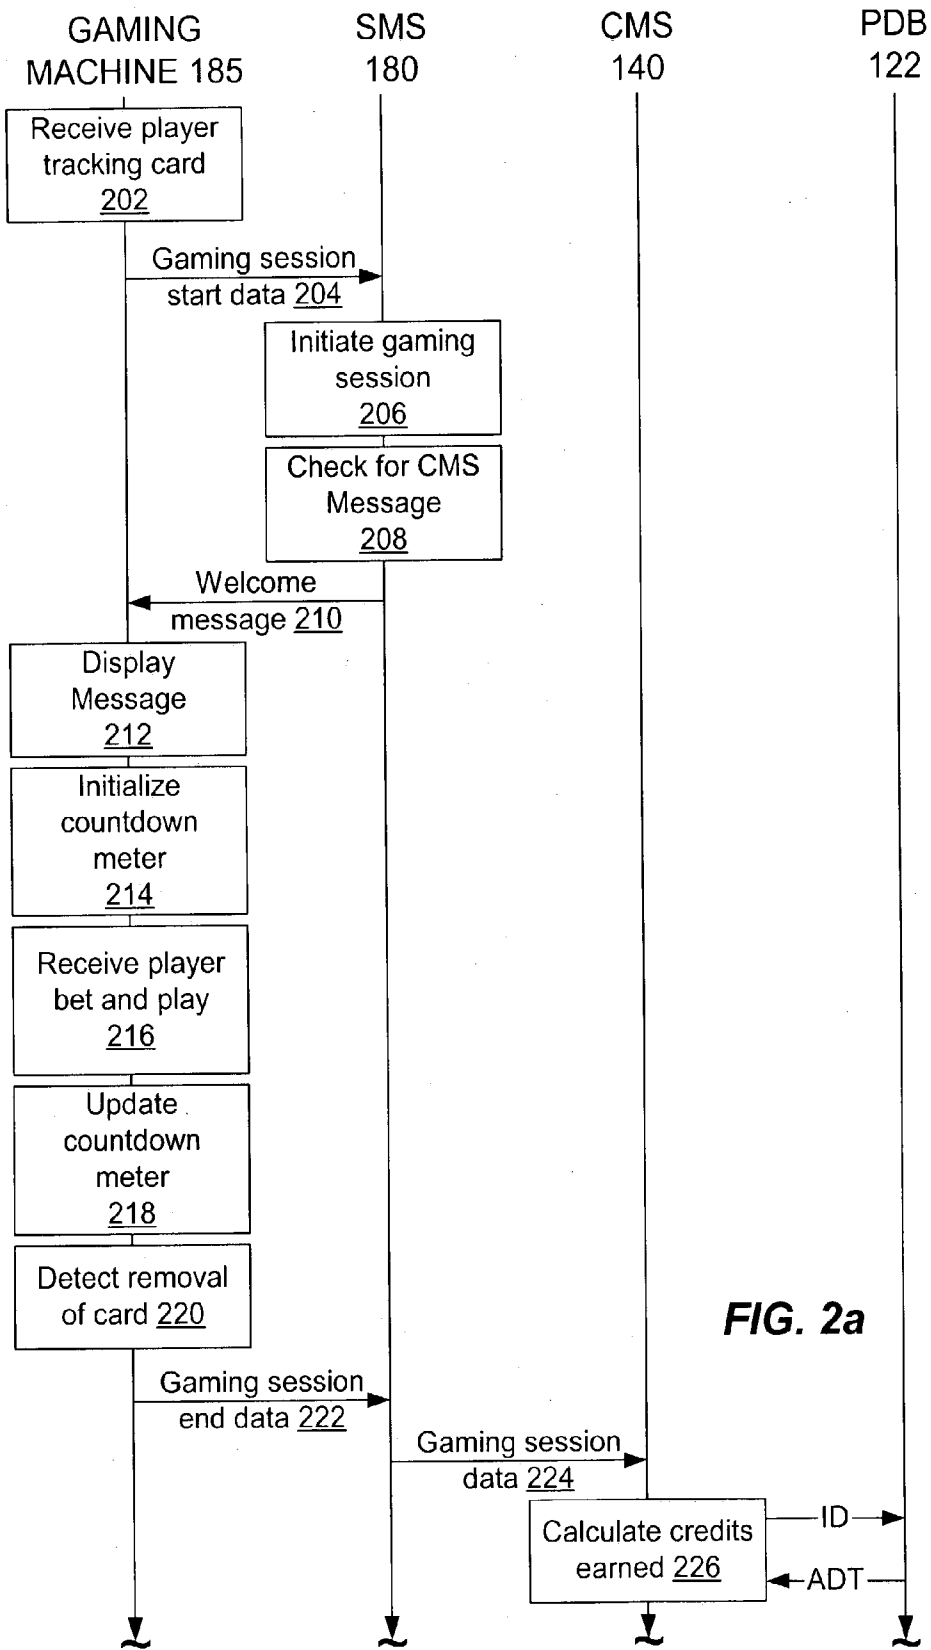 GAMING
MACHINE 185
SMS
180
CMS
140
PDB
122
Receive player
tracking card
202
Gaming session
start data 204
Initiate gaming
session
206
Check for CMS
Message
208
Welcome
message 210
Display
Message
212
Initialize
countdown
meter
214
Receive player
bet and play
216
Update
countdown
meter
218
Detect removal
of card 220
FIG. 2a
Gaming session
end data 222
Gaming session
data 224
Calculate credits
earned 226
ID
ADT